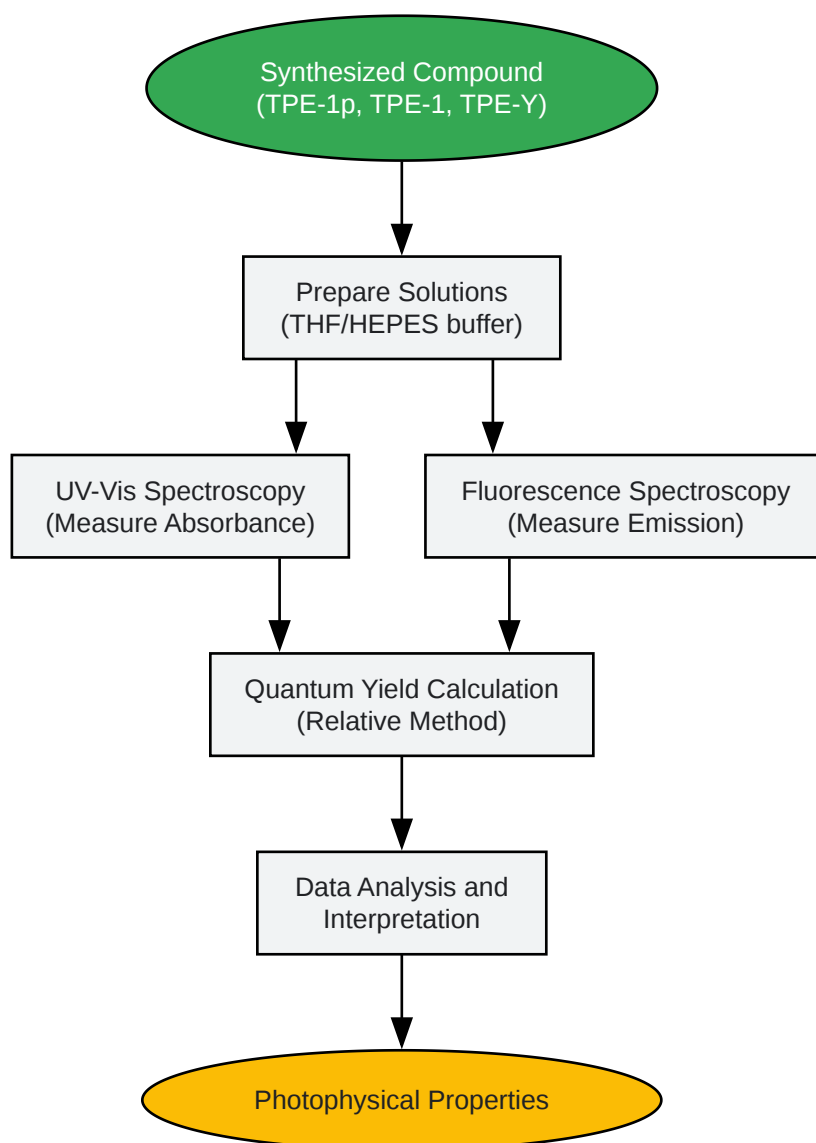 Synthesized Compound
(TPE-1p, TPE-1, TPE-Y)
Prepare Solutions
(THF/HEPES buffer)
UV-Vis Spectroscopy
(Measure Absorbance)
Fluorescence Spectroscopy
(Measure Emission)
Quantum Yield Calculation
(Relative Method)
Data Analysis and
Interpretation
Photophysical Properties